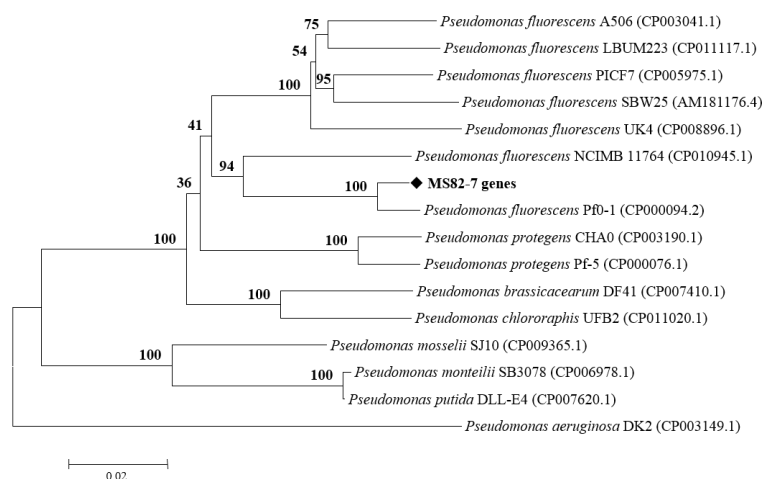 75
Pseudomonas fluorescens A506 (CP003041.1)
54
Pseudomonas fluorescens LBUM223 (CP011117.1)
Pseudomonas fluorescens PICF7 (CP005975.1)
100
95
Pseudomonas fluorescens SBW25 (AM181176.4)
41
Pseudomonas fluorescens UK4 (CP008896.1)
94
Pseudomonas fluorescens NCIMB 11764 (CP010945.1)
36
100
MS82-7 genes
Pseudomonas fluorescens Pf0-1 (CP000094.2)
100
100
Pseudomonas protegens CHA0 (CP003190.1)
Pseudomonas protegens Pf-5 (CP000076.1)
100
Pseudomonas brassicacearum DF41 (CP007410.1)
Pseudomonas chlororaphis UFB2 (CP011020.1)
100
Pseudomonas mosselii SJ10 (CP009365.1)
100
Pseudomonas monteilii SB3078 (CP006978.1)
Pseudomonas putida DLL-E4 (CP007620.1)
Pseudomonas aeruginosa DK2 (CP003149.1)
0.02